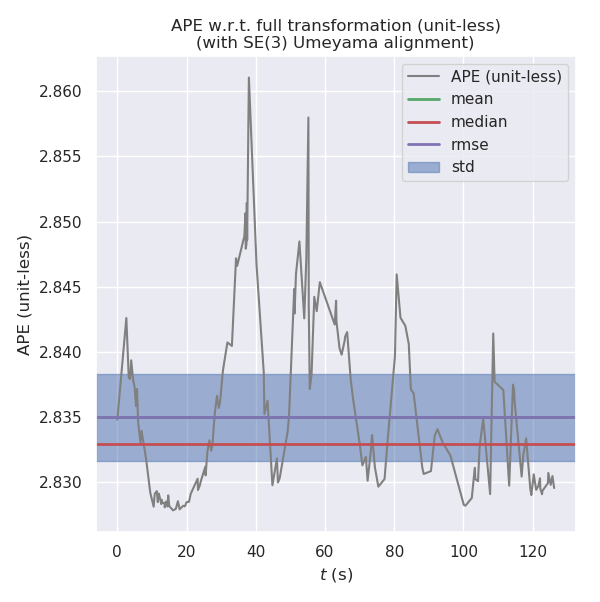 APE w.r.t. full transformation (unit-less)
(with SE(3) Umeyama alignment)
APE (unit-less)
mean
median
rmse
std
2.860
2.855
2.850
2.845
2.840
2.835
2.830
APE (unit-less)
0 20 40 60 80 100 120
t (s)